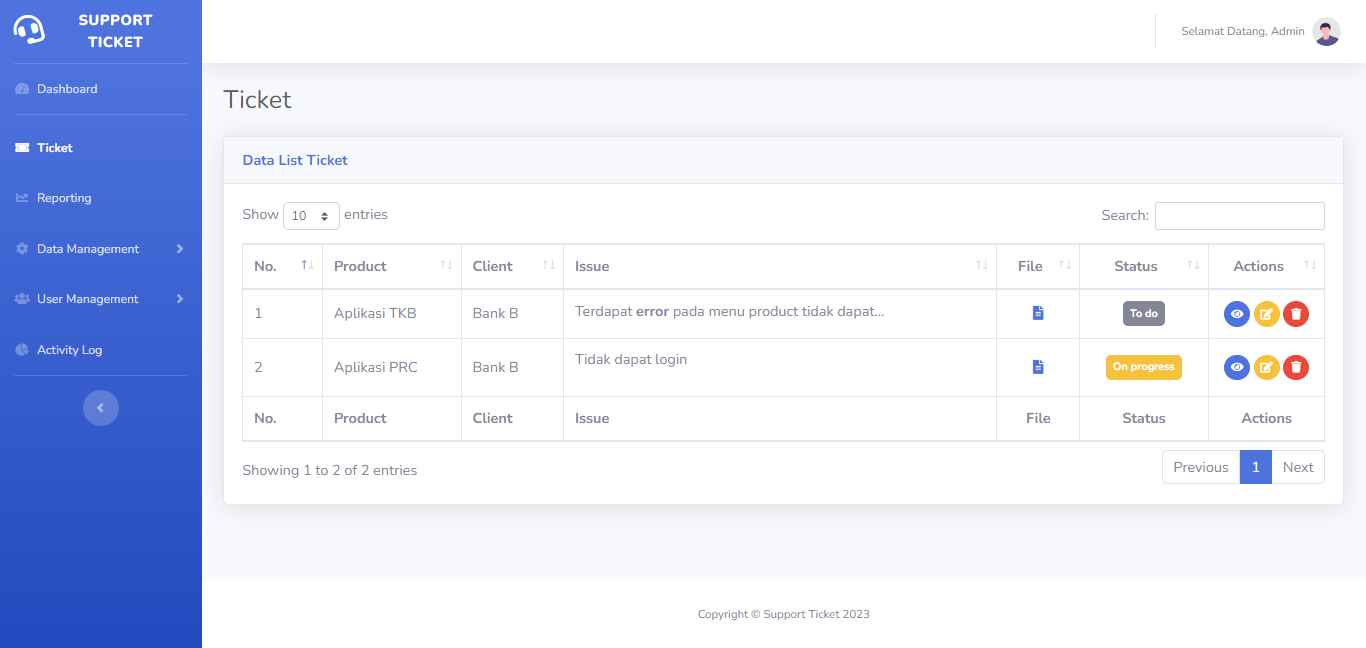 SUPPORT
TICKET
Selamat Datang, Admin
Dashboard
Ticket
Reporting
Data Management
User Management
Activity Log
Ticket
Data List Ticket
Show 10 entries
Search:
No. Product Client Issue File Status Actions
1 Aplikasi TKB Bank B Terdapat error pada menu product tidak dapat... To do
2 Aplikasi PRC Bank B Tidak dapat login On progress
No. Product Client Issue File Status Actions
Showing 1 to 2 of 2 entries
Previous 1 Next
Copyright © Support Ticket 2023